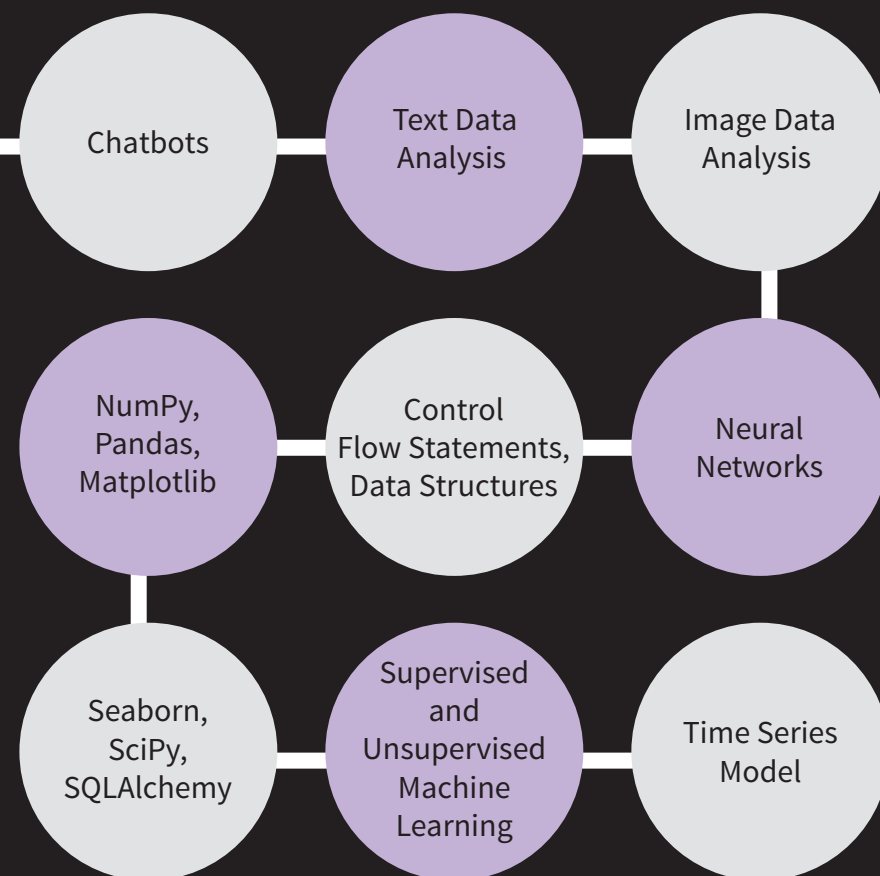 Chatbots
Text Data
Analysis
Image Data
Analysis
NumPy,
Pandas,
Matplotlib
Control
Flow Statements,
Data Structures
Neural
Networks
Seaborn,
SciPy,
SQLAlchemy
Supervised
and
Unsupervised
Machine
Learning
Time Series
Model